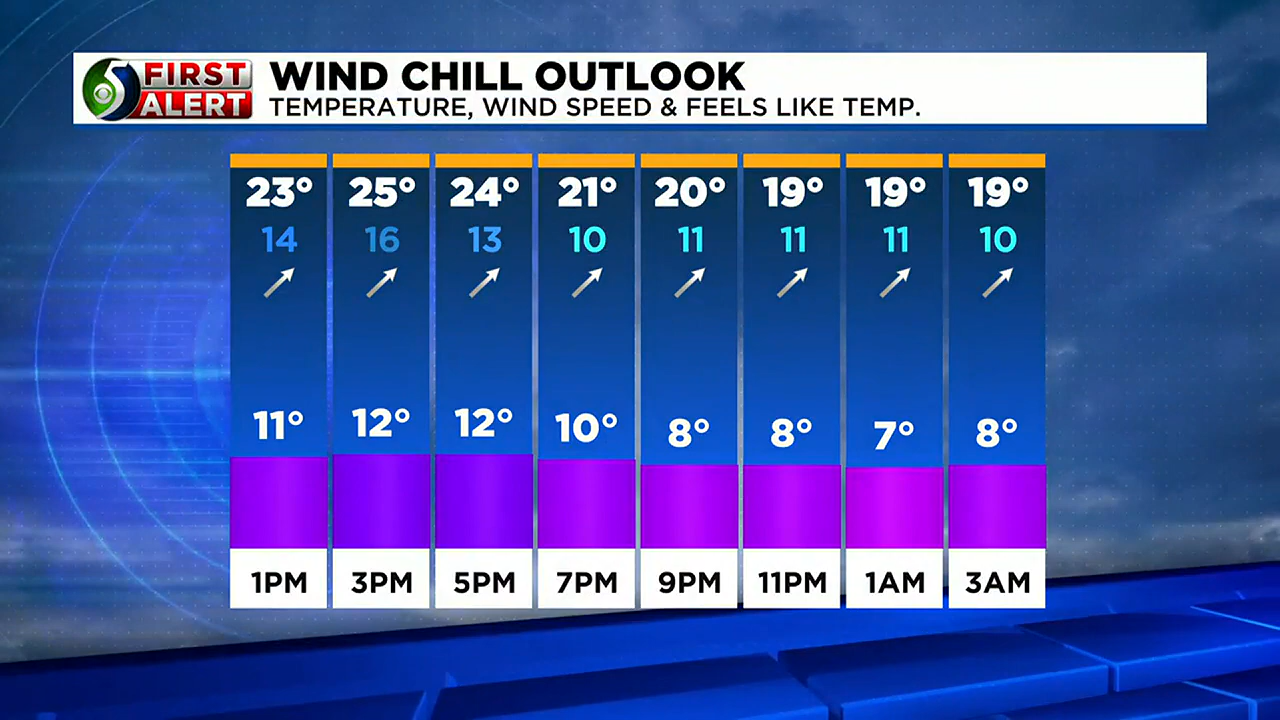 5 FIRST ALERT
WIND CHILL OUTLOOK
TEMPERATURE, WIND SPEED & FEELS LIKE TEMP.
23° 25° 24° 21° 20° 19° 19° 19°
14 16 13 10 11 11 11 10
11° 12° 12° 10° 8° 8° 7° 8°
1PM 3PM 5PM 7PM 9PM 11PM 1AM 3AM